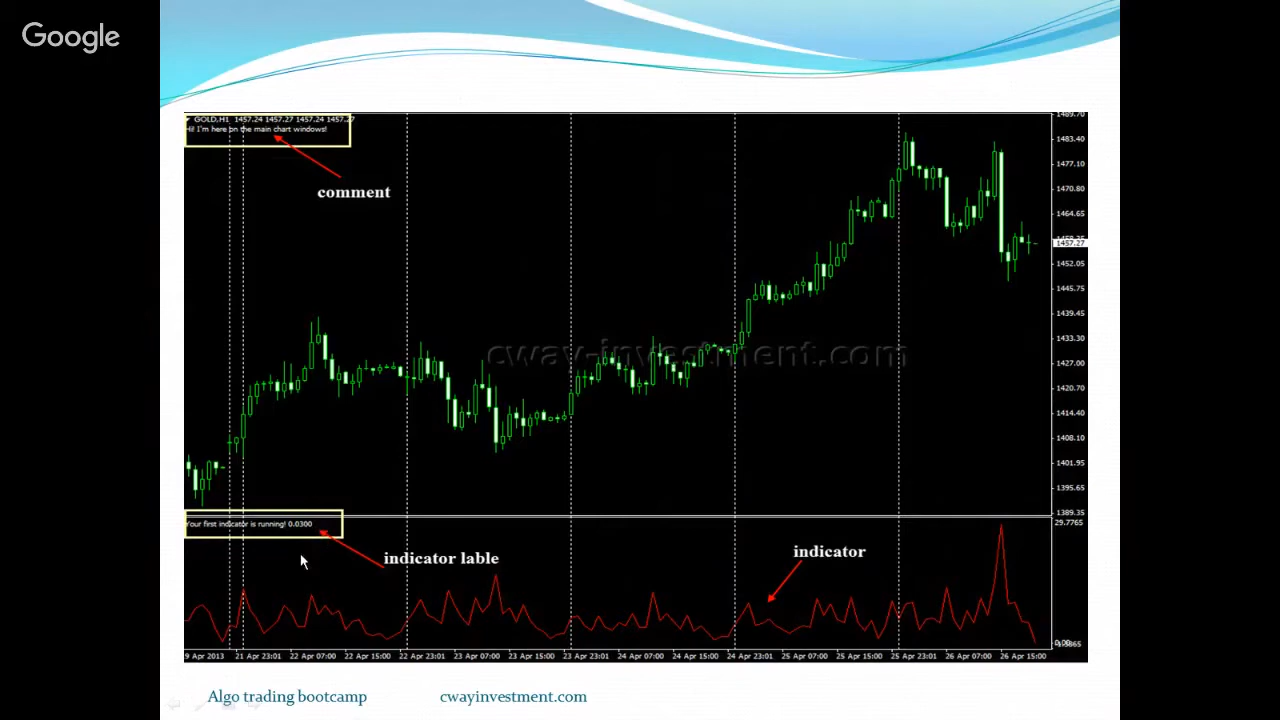 Google
GOLD,H1 1457.24 1457.27 1457.24 1457.27
Hi! I'm here on the main chart windows!
comment
1489.70
1483.40
1477.10
1470.80
1464.65
1457.27
1452.05
1445.75
1439.45
1433.30
1427.00
1420.70
1414.40
1408.10
1401.95
1395.65
1389.35
cway-investment.com
Your first indicator is running! 0.0300
29.7765
indicator lable
indicator
0.00
9 Apr 2013 21 Apr 23:01 22 Apr 07:00 22 Apr 15:00 22 Apr 23:01 23 Apr 07:00 23 Apr 15:00 23 Apr 23:01 24 Apr 07:00 24 Apr 15:00 24 Apr 23:01 25 Apr 07:00 25 Apr 15:00 25 Apr 23:01 26 Apr 07:00 26 Apr 15:00
Algo trading bootcamp cwayinvestment.com